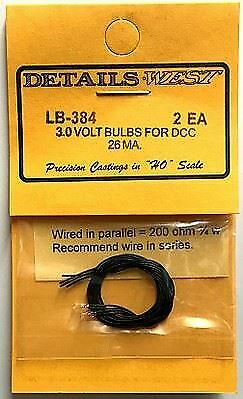 DETAILS WEST
LB-384 2 EA
3.0 VOLT BULBS FOR DCC
26 MA.
Precision Castings in "HO" Scale
Wired in parallel = 200 ohm ¼ w
Recommend wire in series.